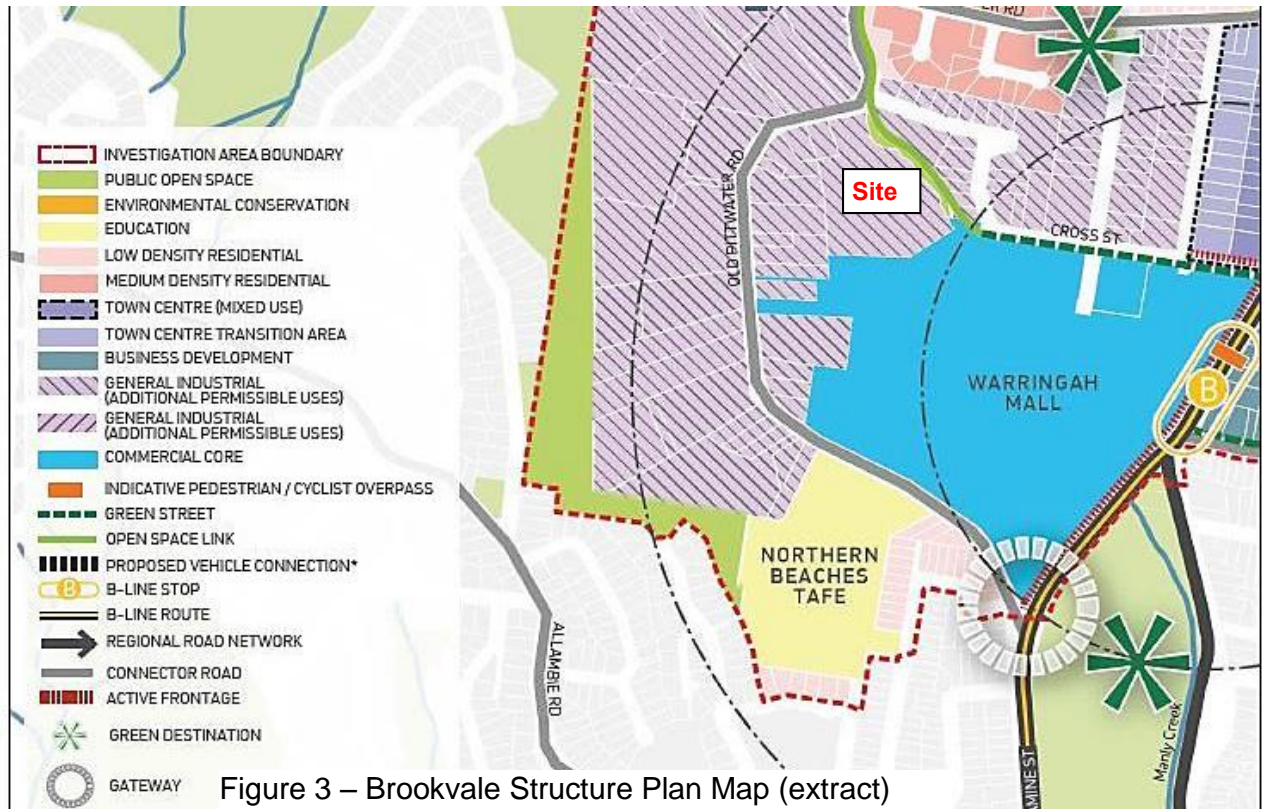 INVESTIGATION AREA BOUNDARY
PUBLIC OPEN SPACE
ENVIRONMENTAL CONSERVATION
EDUCATION
LOW DENSITY RESIDENTIAL
MEDIUM DENSITY RESIDENTIAL
TOWN CENTRE (MIXED USE)
TOWN CENTRE TRANSITION AREA
BUSINESS DEVELOPMENT
GENERAL INDUSTRIAL
(ADDITIONAL PERMISSIBLE USES)
GENERAL INDUSTRIAL
(ADDITIONAL PERMISSIBLE USES)
COMMERCIAL CORE
INDICATIVE PEDESTRIAN / CYCLIST OVERPASS
GREEN STREET
OPEN SPACE LINK
PROPOSED VEHICLE CONNECTION*
B
B-LINE STOP
B-LINE ROUTE
REGIONAL ROAD NETWORK
CONNECTOR ROAD
ACTIVE FRONTAGE
GREEN DESTINATION
GATEWAY
RD
OLD PITTWATER RD
Site
CROSS ST
WARRINGAH
MALL
B
NORTHERN
BEACHES
TAFE
ALLAMBIE RD
MINE ST
Manly Creek
Figure 3 – Brookvale Structure Plan Map (extract)